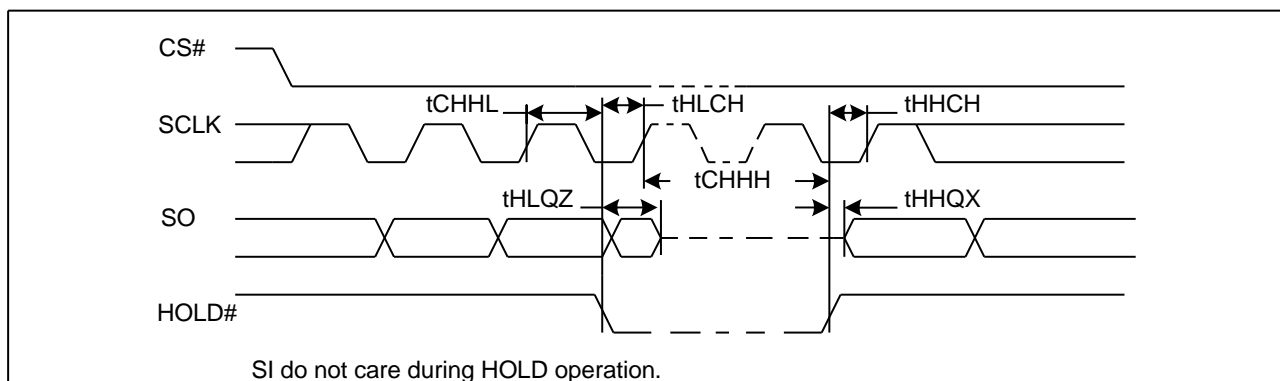 CS#
tCHHL
tHLCH
tHHCH
SCLK
tCHHH
tHLQZ
tHHQX
SO
HOLD#
SI do not care during HOLD operation.